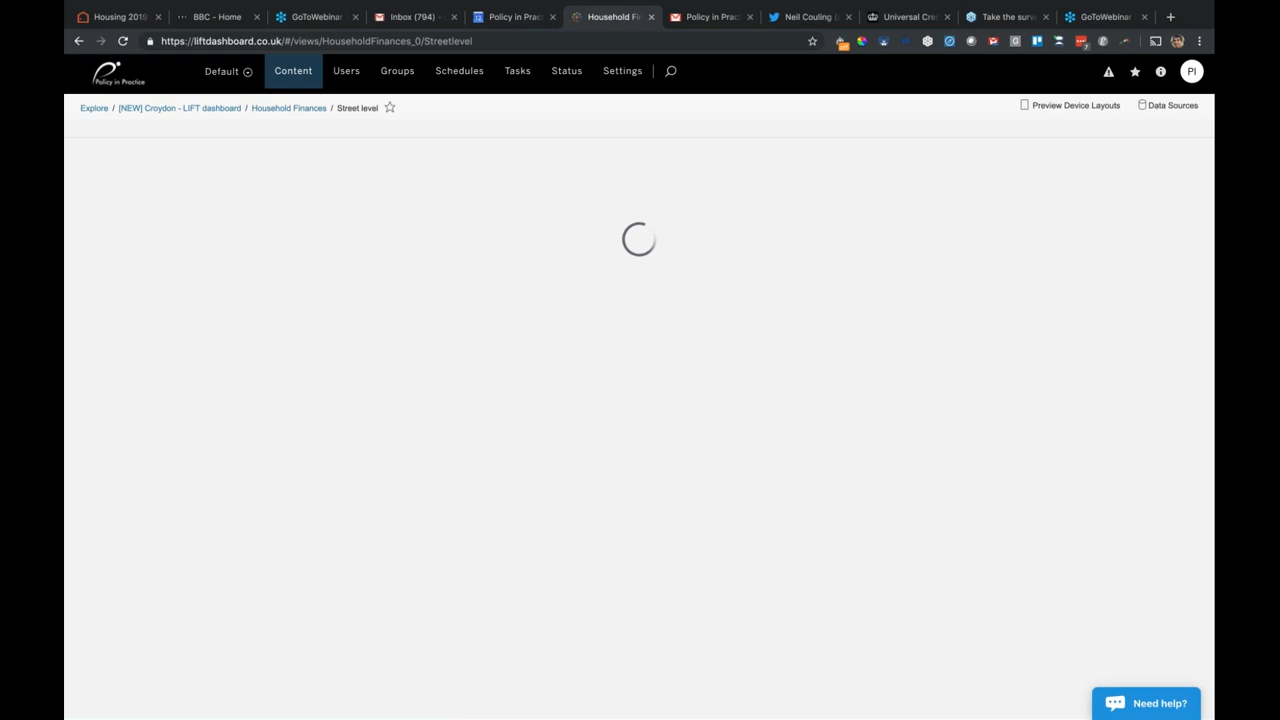 Housing 2019
BBC - Home
GoToWebinar
Inbox (794) -
Policy in Prac
Household Fi
Policy in Prac
Neil Couling (
Universal Cre
Take the surve
GoToWebinar
https://liftdashboard.co.uk/#/views/HouseholdFinances_0/Streetlevel
Policy in Practice
Default
Content
Users
Groups
Schedules
Tasks
Status
Settings
PI
Explore / [NEW] Croydon - LIFT dashboard / Household Finances / Street level
Preview Device Layouts
Data Sources
Need help?